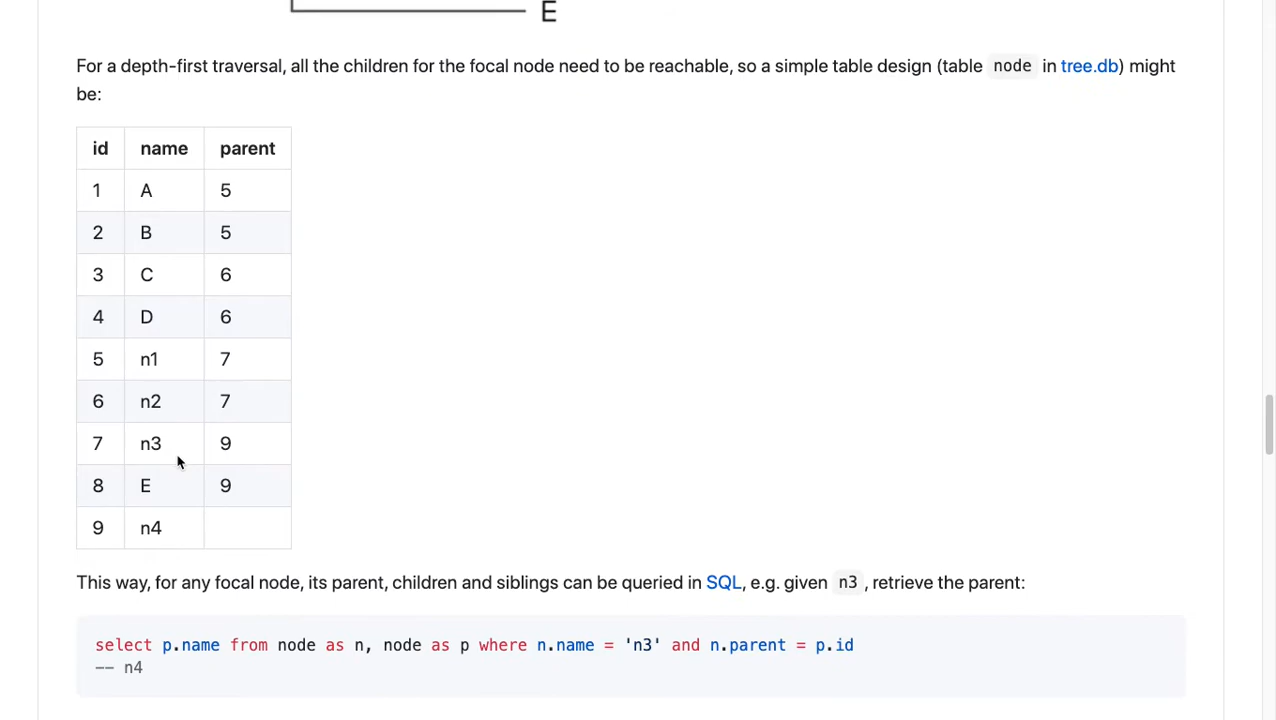 E
For a depth-first traversal, all the children for the focal node need to be reachable, so a simple table design (table node in tree.db) might
be:
id name parent
1 A 5
2 B 5
3 C 6
4 D 6
5 n1 7
6 n2 7
7 n3 9
8 E 9
9 n4
This way, for any focal node, its parent, children and siblings can be queried in SQL, e.g. given n3, retrieve the parent:
select p.name from node as n, node as p where n.name = 'n3' and n.parent = p.id
-- n4